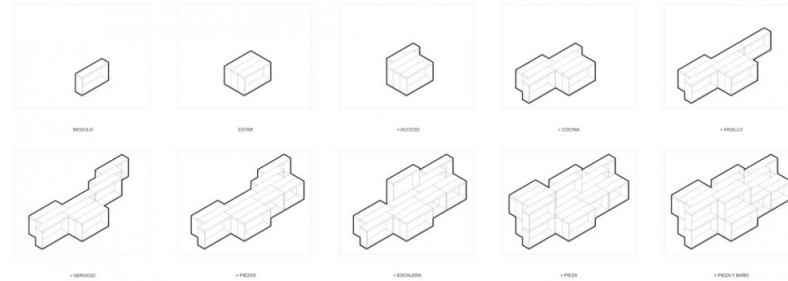 MODULO
ESTAR
+ ACCESO
+ COCINA
+ PASILLO
+ SERVICIO
+ PIEZAS
+ ESCALERA
+ PIEZA
+ PIEZA Y BAÑO